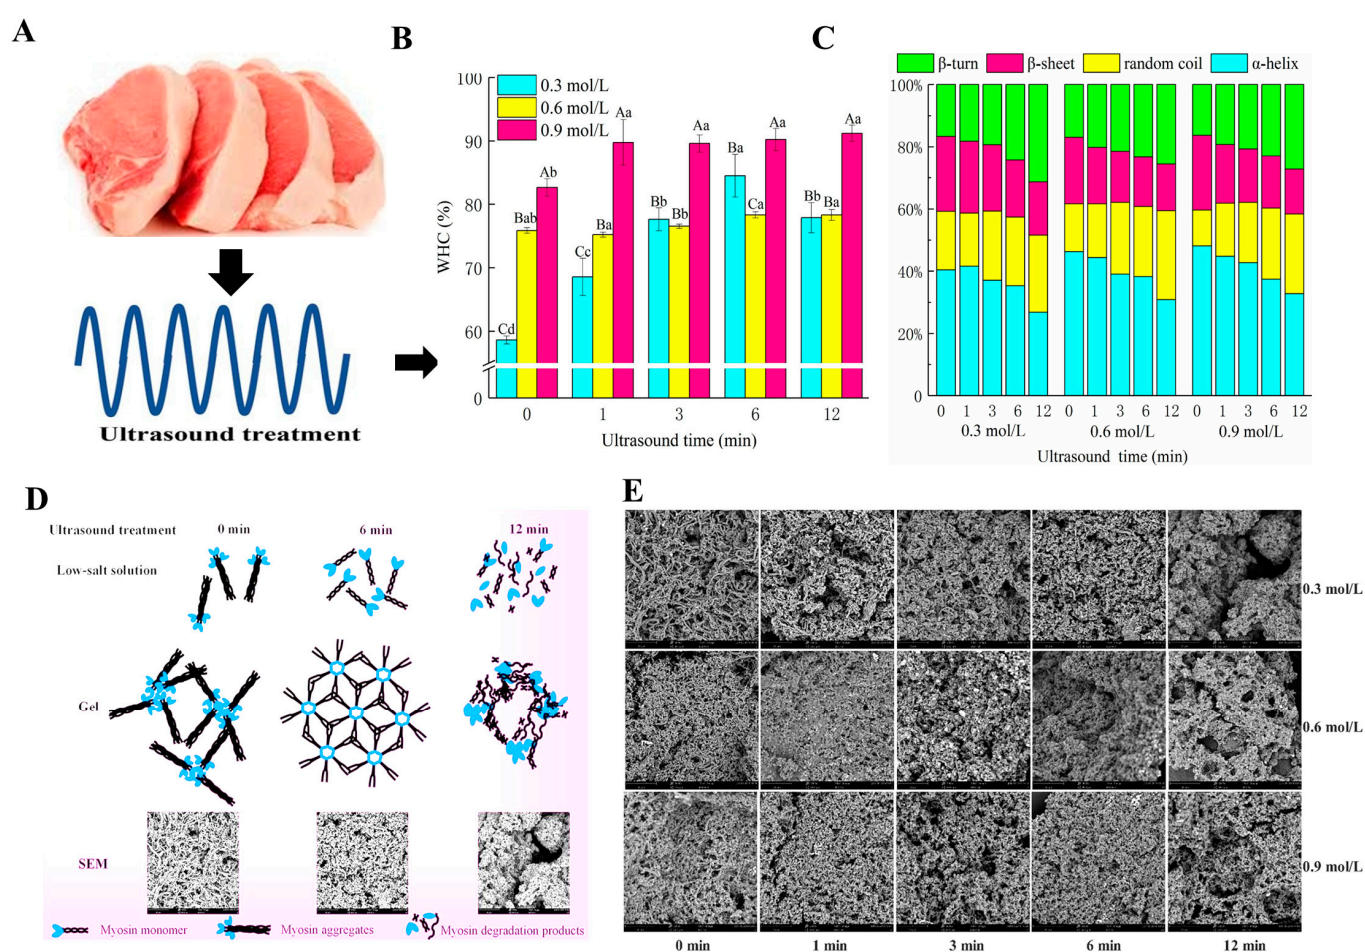 A
Ultrasound treatment
B
0.3 mol/L
0.6 mol/L
0.9 mol/L
WHC (%)
100
90
80
70
60
0
Cd
Bab
Ab
Cc
Ba
Aa
Bb
Bb
Aa
Ba
Ca
Aa
Bb
Ba
Aa
0 1 3 6 12
Ultrasound time (min)
C
β-turn β-sheet random coil α-helix
100%
80%
60%
40%
20%
0
0 1 3 6 12 0 1 3 6 12 0 1 3 6 12
0.3 mol/L 0.6 mol/L 0.9 mol/L
Ultrasound time (min)
D
Ultrasound treatment 0 min 6 min 12 min
Low-salt solution
Gel
SEM
Myosin monomer Myosin aggregates Myosin degradation products
E
0.3 mol/L
0.6 mol/L
0.9 mol/L
0 min 1 min 3 min 6 min 12 min